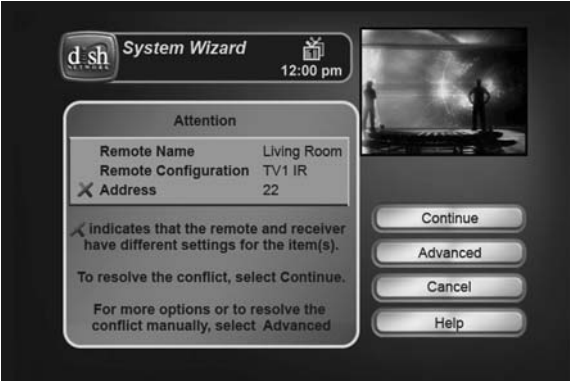 dish
NETWORK
System Wizard
12:00 pm
Attention
Remote Name Living Room
Remote Configuration TV1 IR
Address 22
indicates that the remote and receiver
have different settings for the item(s).
To resolve the conflict, select Continue.
For more options or to resolve the
conflict manually, select Advanced
Continue
Advanced
Cancel
Help